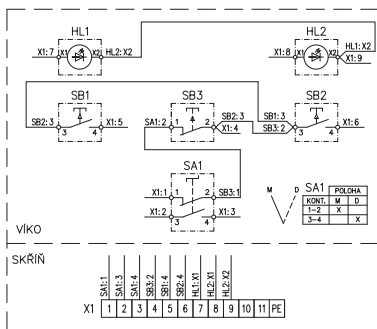 HL1
HL2
X1:7
X1
X2
HL2:X2
X1:8
X1
X2
HL1:X2
X1:9
SB1
SB3
SB2
SB2:3
3
4
X1:5
SA1:2
1
2
SB2:3
X1:4
SB1:3
SB3:2
3
4
X1:6
SA1
X1:1
1
2
SB3:1
X1:2
3
4
X1:3
M
D
SA1
POLOHA
KONT.
M
D
1-2
X
3-4
X
VÍKO
SKŘÍŇ
SA1:1
SA1:3
SA1:4
SB3:2
SB1:4
SB2:4
HL1:X1
HL2:X1
HL2:X2
X1
1
2
3
4
5
6
7
8
9
10
11
PE